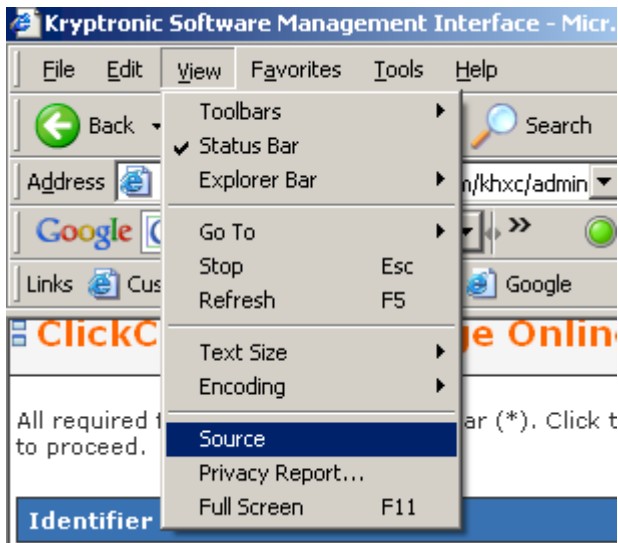 Kryptronic Software Management Interface - Micr.
File Edit View Favorites Tools Help
Back Search
Toolbars
Status Bar
Address n/khxc/admin
Explorer Bar
Google
Go To
Stop Esc
Links Cus Google
Refresh F5
ClickC ge Onlin
Text Size
Encoding
All required ar (*). Click t
to proceed.
Source
Privacy Report...
Full Screen F11
Identifier